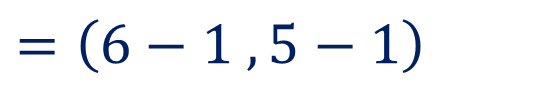 = (6 − 1 , 5 − 1)